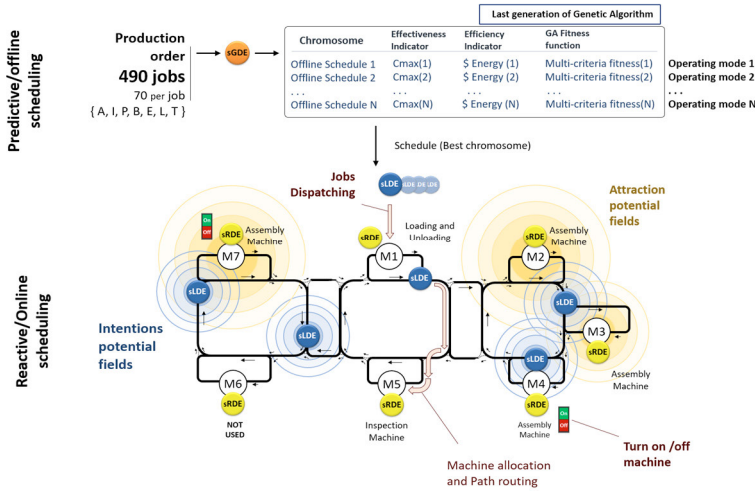 Predictive/offline
scheduling
Production
order
490 jobs
70 per job
{ A, I, P, B, E, L, T }
sGDE
Last generation of Genetic Algorithm
Chromosome
Effectiveness
Indicator
Efficiency
Indicator
GA Fitness
function
Offline Schedule 1 Cmax(1) $ Energy (1) Multi-criteria fitness(1) Operating mode 1
Offline Schedule 2 Cmax(2) $ Energy (2) Multi-criteria fitness(2) Operating mode 2
... ... ... ... ...
Offline Schedule N Cmax(N) $ Energy (N) Multi-criteria fitness(N) Operating mode N
Schedule (Best chromosome)
Reactive/Online
scheduling
Jobs
Dispatching
sLDE
sLDE
sLDE
sLDE
Attraction
potential
fields
On
Off
sRDE
Assembly
Machine
M7
sRDE
Loading and
Unloading
M1
sLDE
sRDE
Assembly
Machine
M2
sLDE
sLDE
Intentions
potential
fields
sLDE
M3
sRDE
Assembly
Machine
sLDE
M6
sRDE
NOT
USED
M5
sRDE
Inspection
Machine
M4
sRDE
Assembly
Machine
On
Off
Turn on /off
machine
Machine allocation
and Path routing